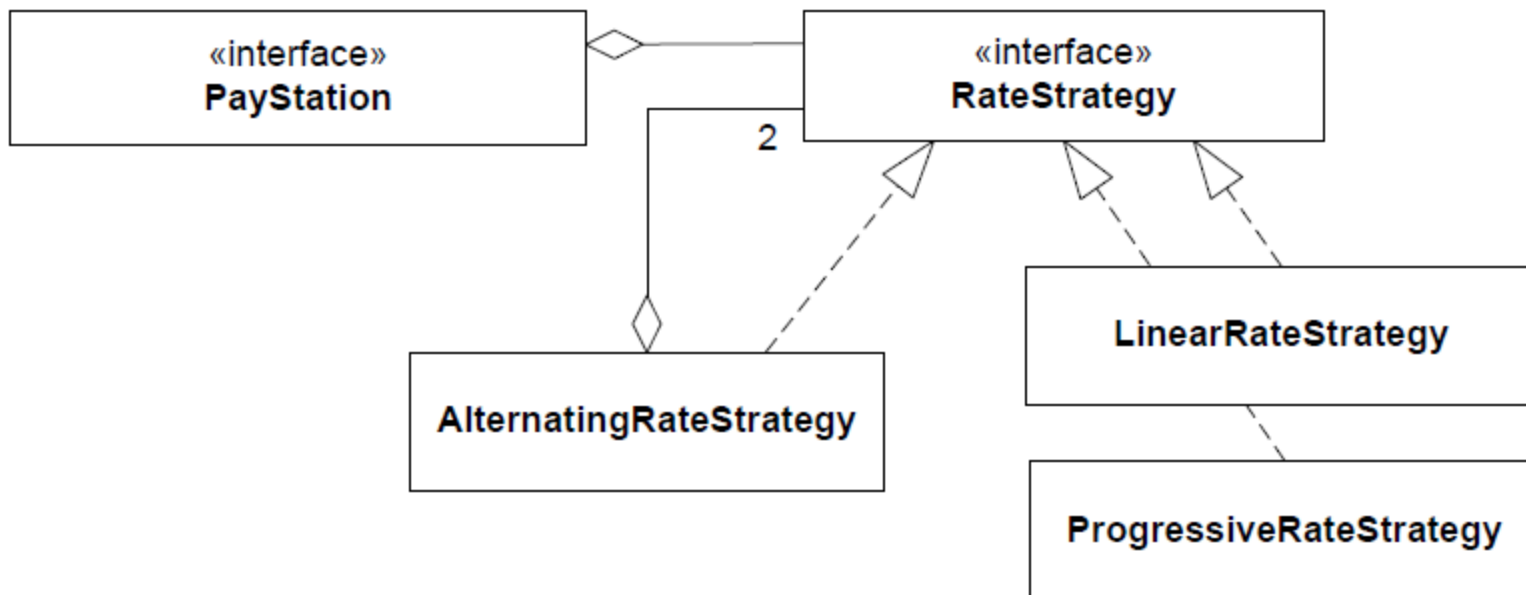 «interface»
PayStation
«interface»
RateStrategy
2
LinearRateStrategy
AlternatingRateStrategy
ProgressiveRateStrategy